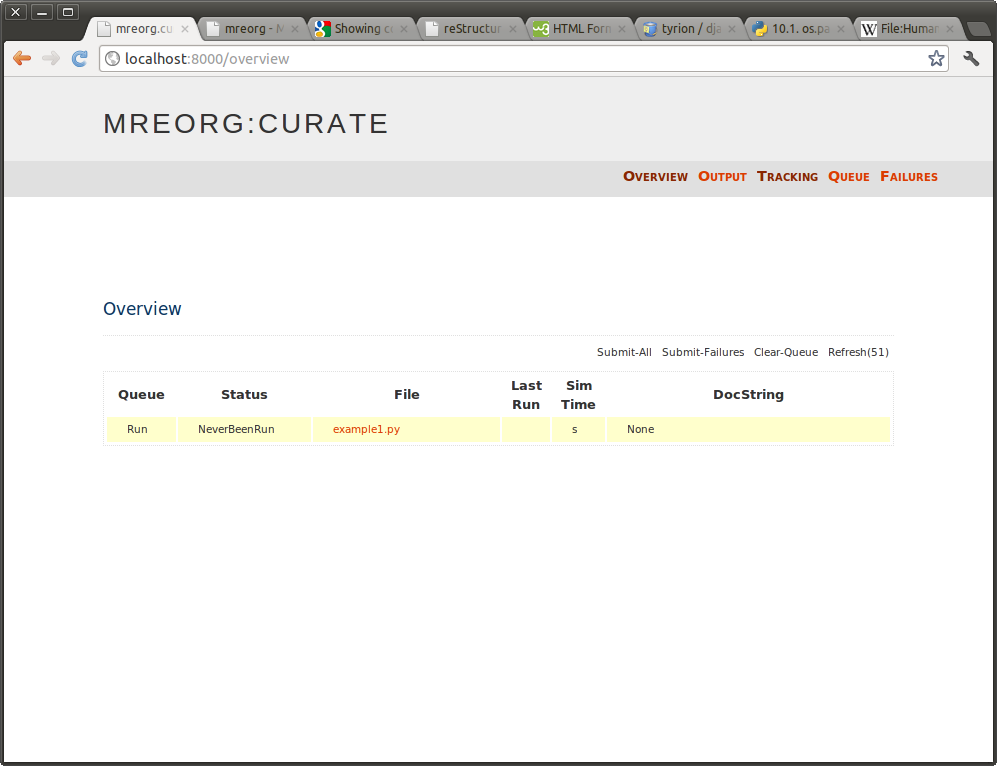 mreorg.cu
mreorg - M
Showing co
reStructur
HTML Form
tyrion / dja
10.1. os.pa
File:Human
localhost:8000/overview
MREORG:CURATE
Overview Output Tracking Queue Failures
Overview
Submit-All Submit-Failures Clear-Queue Refresh(51)
Queue Status File Last Run Sim Time DocString
Run NeverBeenRun example1.py s None